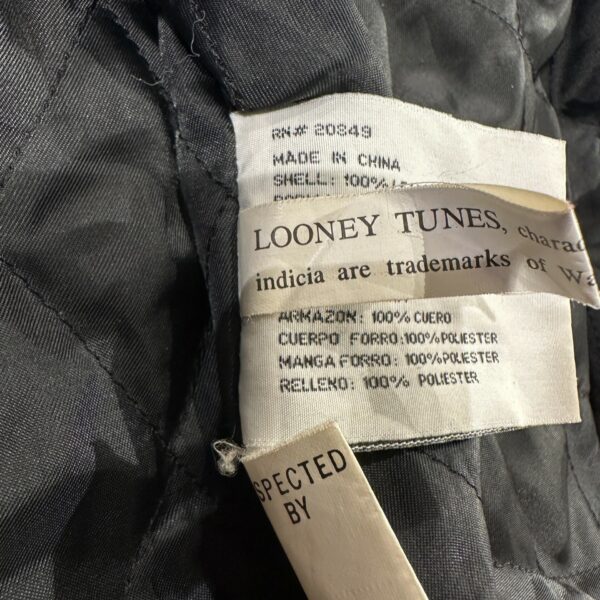 RN# 20849
MADE IN CHINA
SHELL: 100%
LOONEY TUNES,
indicia are trademarks of
ARMAZON: 100% CUERO
CUERPO FORRO:100% POLIESTER
MANGA FORRO: 100% POLIESTER
RELLENO: 100% POLIESTER
SPECTED
BY